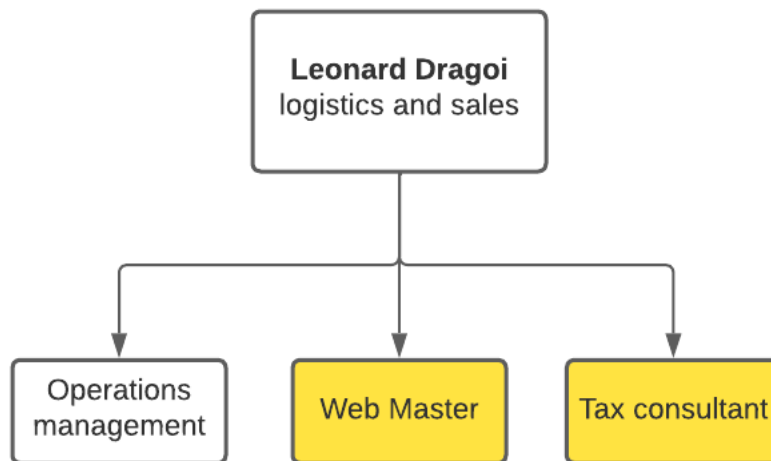 Leonard Dragoi
logistics and sales
Operations
management
Web Master
Tax consultant